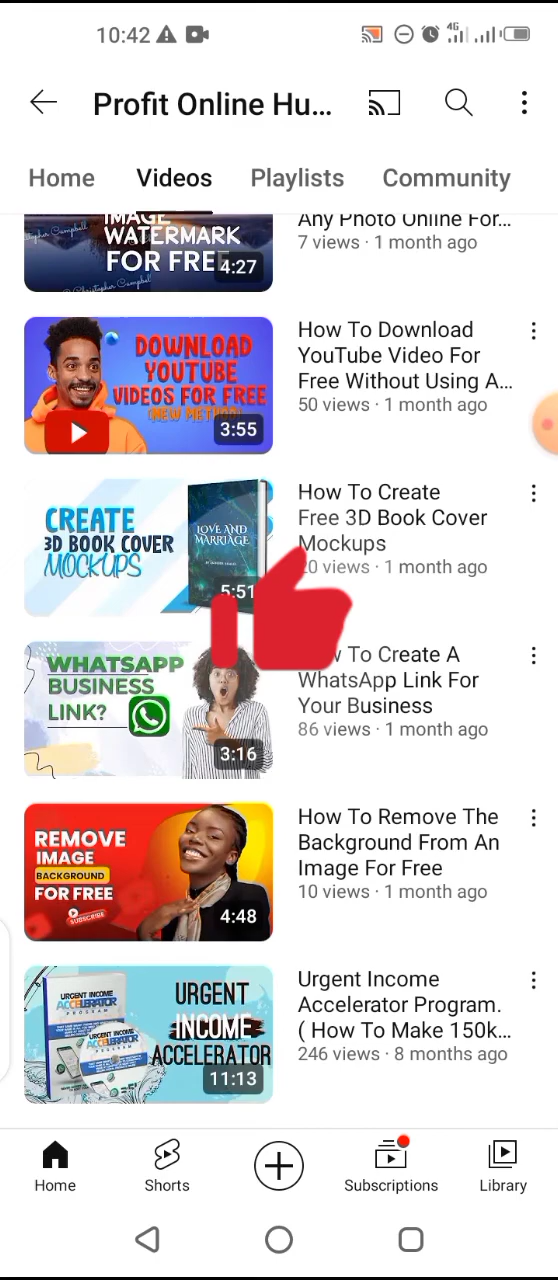 10:42
4G
Profit Online Hu...
Home Videos Playlists Community
IMAGE
WATERMARK
FOR FREE
4:27
Any Photo Online For...
7 views · 1 month ago
DOWNLOAD
YOUTUBE
VIDEOS FOR FREE
(NEW METHOD)
3:55
How To Download
YouTube Video For
Free Without Using A...
50 views · 1 month ago
CREATE
3D BOOK COVER
MOCKUPS
LOVE AND
MARRIAGE
5:51
How To Create
Free 3D Book Cover
Mockups
views · 1 month ago
WHATSAPP
BUSINESS
LINK?
3:16
To Create A
WhatsApp Link For
Your Business
86 views · 1 month ago
REMOVE
IMAGE
BACKGROUND
FOR FREE
SUBSCRIBE
4:48
How To Remove The
Background From An
Image For Free
10 views · 1 month ago
URGENT INCOME
ACCELERATOR
PROGRAM
URGENT INCOME
ACCELERATOR
URGENT
INCOME
ACCELERATOR
11:13
Urgent Income
Accelerator Program.
( How To Make 150k...
246 views · 8 months ago
Home Shorts Subscriptions Library